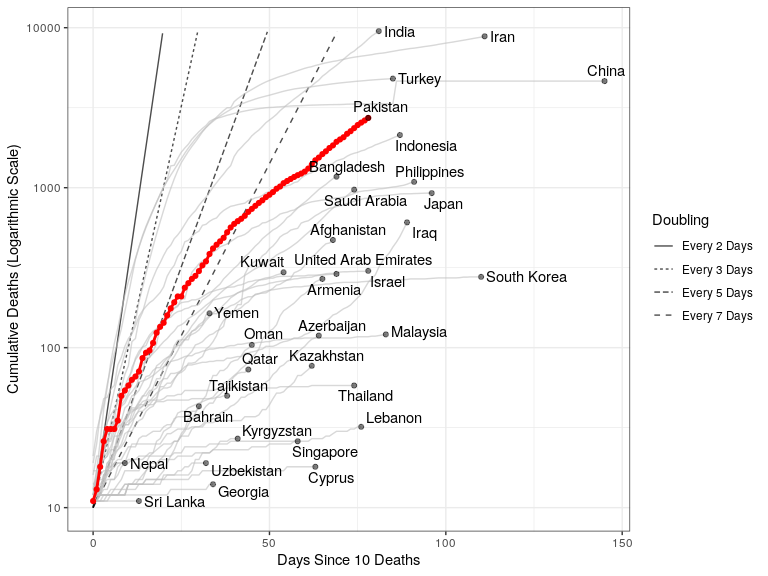 10000
1000
100
10
Cumulative Deaths (Logarithmic Scale)
India
Iran
China
Turkey
Pakistan
Indonesia
Bangladesh
Philippines
Saudi Arabia
Japan
Afghanistan
Iraq
Kuwait
United Arab Emirates
South Korea
Israel
Armenia
Yemen
Azerbaijan
Oman
Malaysia
Qatar
Kazakhstan
Tajikistan
Thailand
Bahrain
Lebanon
Kyrgyzstan
Singapore
Nepal
Uzbekistan
Cyprus
Georgia
Sri Lanka
0
50
100
150
Days Since 10 Deaths
Doubling
Every 2 Days
Every 3 Days
Every 5 Days
Every 7 Days